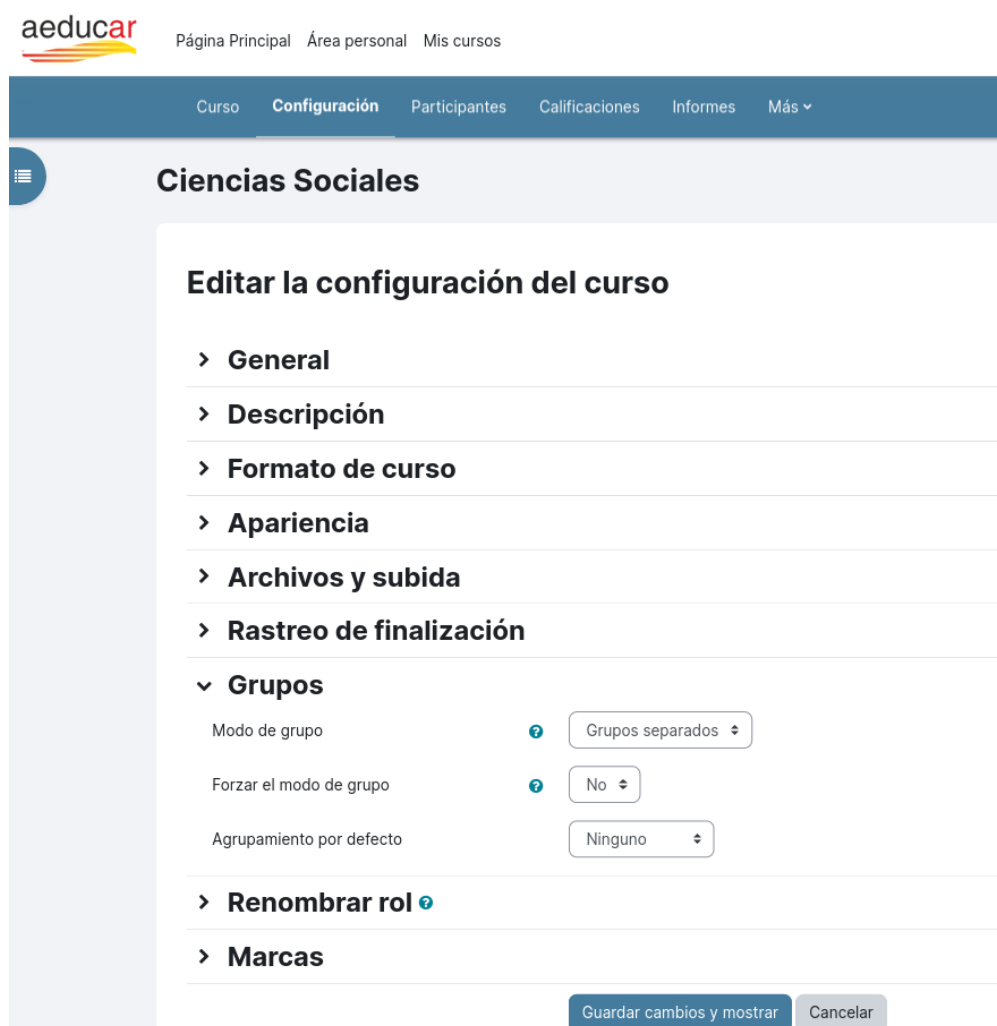 aeducar
Página Principal Área personal Mis cursos
Curso Configuración Participantes Calificaciones Informes Más
Ciencias Sociales
Editar la configuración del curso
General
Descripción
Formato de curso
Apariencia
Archivos y subida
Rastreo de finalización
Grupos
Modo de grupo ? Grupos separados
Forzar el modo de grupo ? No
Agrupamiento por defecto Ninguno
Renombrar rol ?
Marcas
Guardar cambios y mostrar Cancelar